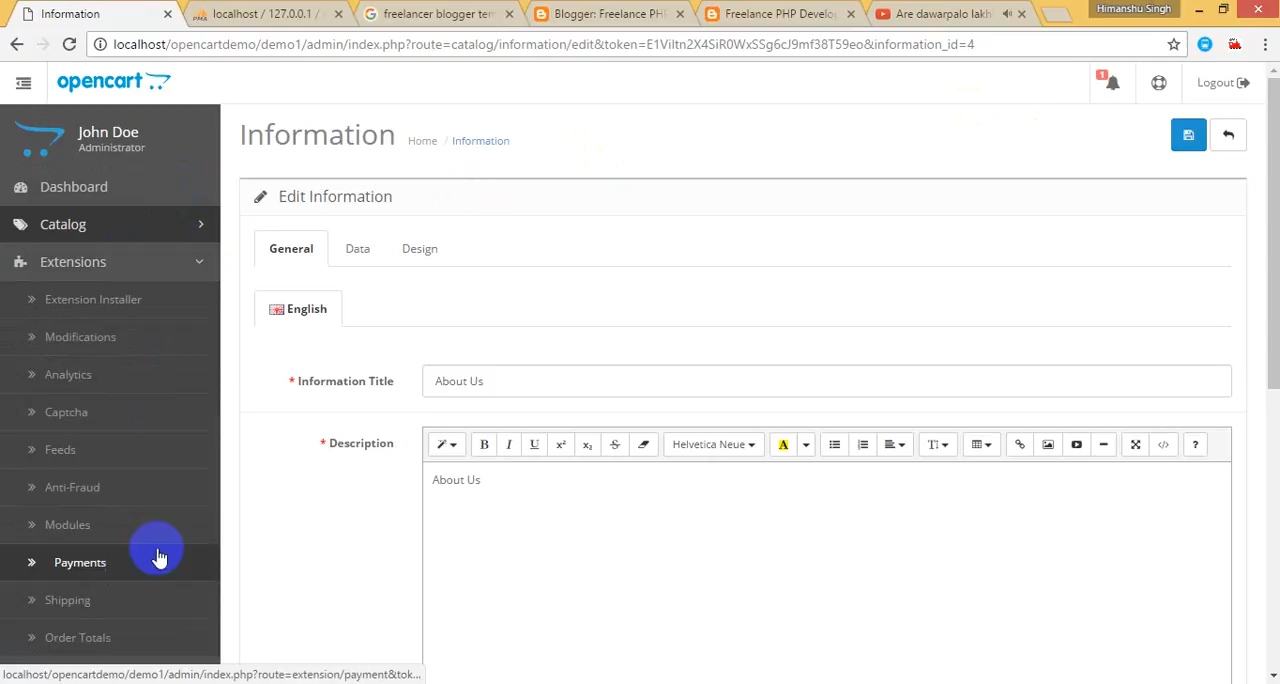 Information
localhost / 127.0.0.1 /
freelancer blogger tem
Blogger: Freelance PHP
Freelance PHP Develo
Are dawarpalo lakh
Himanshu Singh
localhost/opencartdemo/demo1/admin/index.php?route=catalog/information/edit&token=E1ViItn2X4SiR0WxSSg6cJ9mf38T59eo&information_id=4
opencart
1
Logout
John Doe
Administrator
Information
Home / Information
Dashboard
Catalog
Extensions
Extension Installer
Modifications
Analytics
Captcha
Feeds
Anti-Fraud
Modules
Payments
Shipping
Order Totals
Edit Information
General Data Design
English
* Information Title
About Us
* Description
B I U x² x₂ S Helvetica Neue A
About Us
localhost/opencartdemo/demo1/admin/index.php?route=extension/payment&tok...